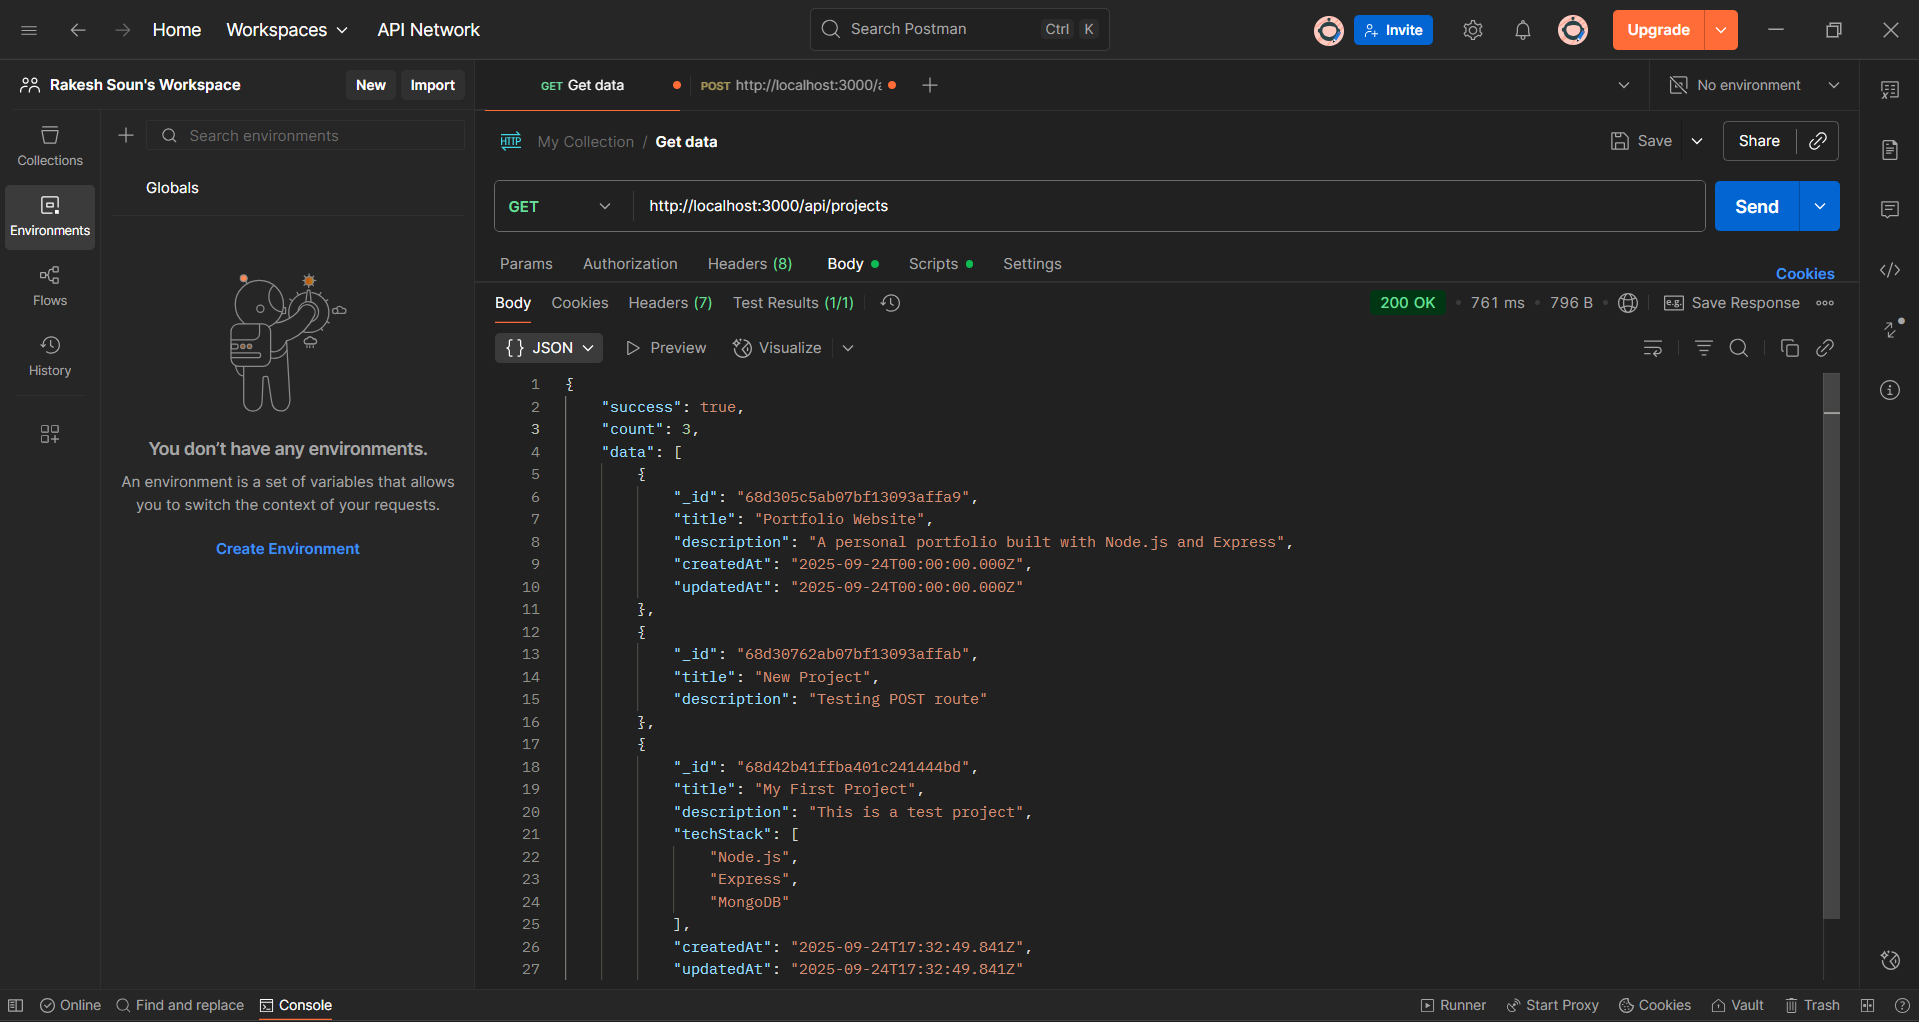 Home Workspaces API Network Search Postman Ctrl K Invite Upgrade
Rakesh Soun's Workspace New Import GET Get data POST http://localhost:3000/a No environment
Search environments
Collections
Globals
Environments
Flows
History
You don't have any environments.
An environment is a set of variables that allows
you to switch the context of your requests.
Create Environment
HTTP My Collection / Get data Save Share
GET http://localhost:3000/api/projects Send
Params Authorization Headers (8) Body Scripts Settings
Cookies
Body Cookies Headers (7) Test Results (1/1) 200 OK • 761 ms • 796 B • e.g. Save Response
{} JSON Preview Visualize
1 {
2 "success": true,
3 "count": 3,
4 "data": [
5 {
6 "_id": "68d305c5ab07bf13093affa9",
7 "title": "Portfolio Website",
8 "description": "A personal portfolio built with Node.js and Express",
9 "createdAt": "2025-09-24T00:00:00.000Z",
10 "updatedAt": "2025-09-24T00:00:00.000Z"
11 },
12 {
13 "_id": "68d30762ab07bf13093affab",
14 "title": "New Project",
15 "description": "Testing POST route"
16 },
17 {
18 "_id": "68d42b41ffba401c241444bd",
19 "title": "My First Project",
20 "description": "This is a test project",
21 "techStack": [
22 "Node.js",
23 "Express",
24 "MongoDB"
25 ],
26 "createdAt": "2025-09-24T17:32:49.841Z",
27 "updatedAt": "2025-09-24T17:32:49.841Z"
Online Find and replace Console Runner Start Proxy Cookies Vault Trash